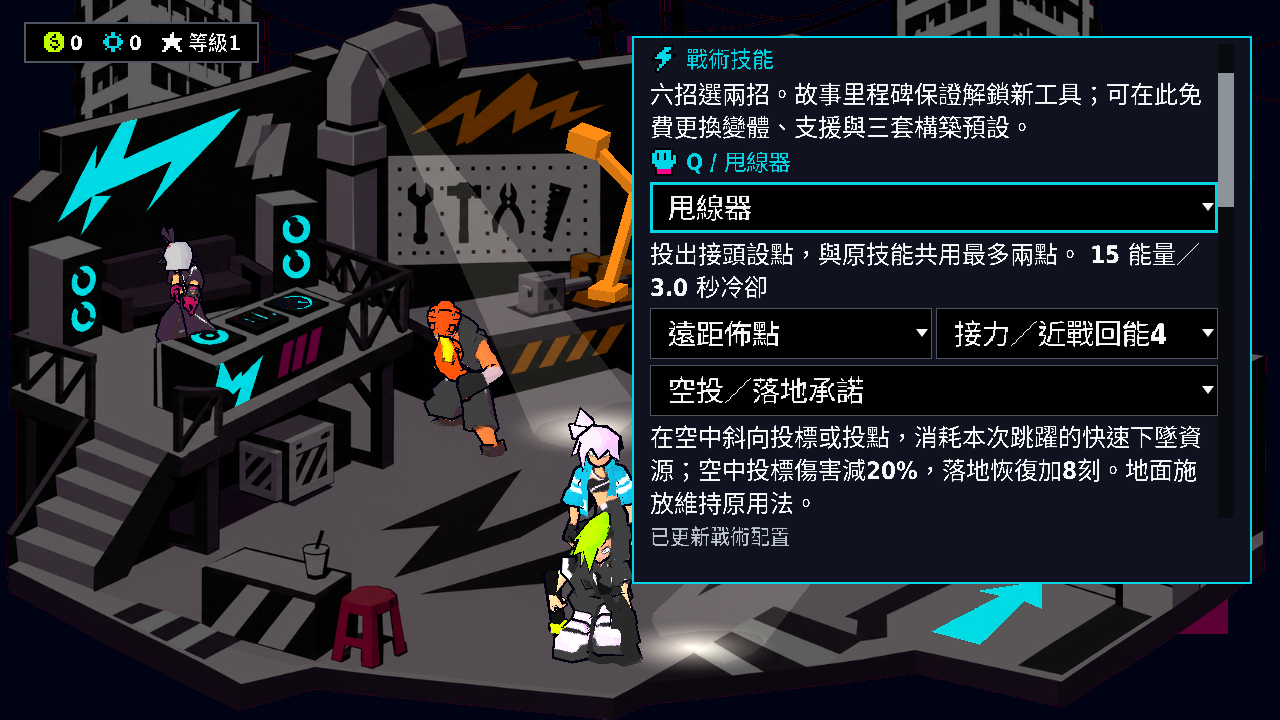 0 0 等級1
戰術技能
六招選兩招。故事里程碑保證解鎖新工具；可在此免
費更換變體、支援與三套構築預設。
Q / 甩線器
甩線器
投出接頭設點，與原技能共用最多兩點。 15 能量／
3.0 秒冷卻
遠距佈點 接力／近戰回能4
空投／落地承諾
在空中斜向投標或投點，消耗本次跳躍的快速下墜資
源；空中投標傷害減20%，落地恢復加8刻。地面施
放維持原用法。
已更新戰術配置